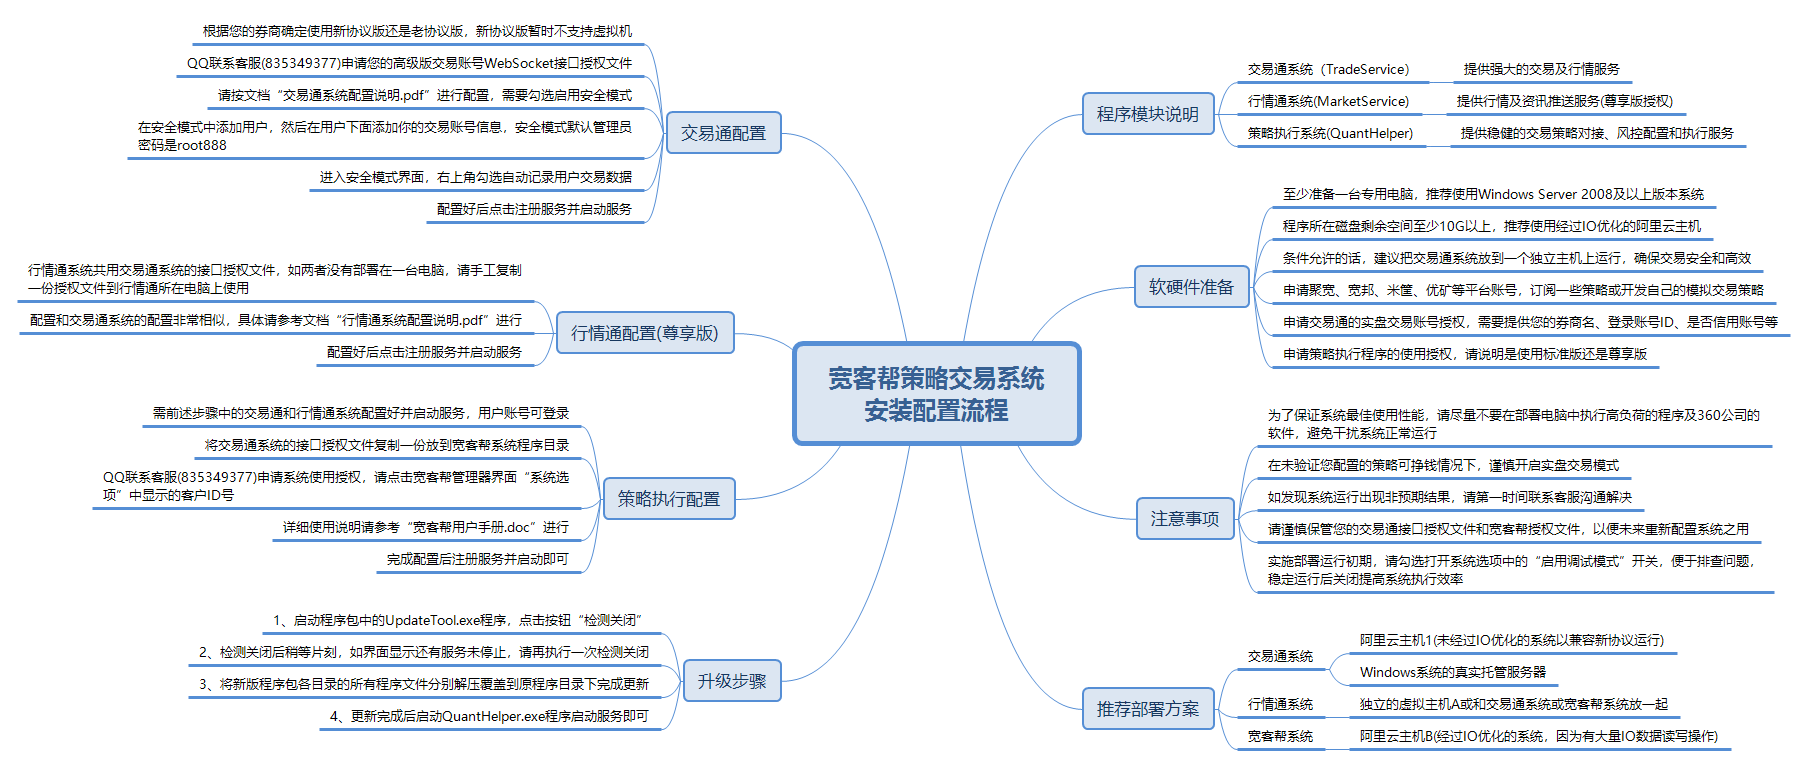 宽客帮策略交易系统
安装配置流程
程序模块说明
交易通系统（TradeService）
提供强大的交易及行情服务
行情通系统(MarketService)
提供行情及资讯推送服务(尊享版授权)
策略执行系统(QuantHelper)
提供稳健的交易策略对接、风控配置和执行服务
软硬件准备
至少准备一台专用电脑，推荐使用Windows Server 2008及以上版本系统
程序所在磁盘剩余空间至少10G以上，推荐使用经过IO优化的阿里云主机
条件允许的话，建议把交易通系统放到一个独立主机上运行，确保交易安全和高效
申请聚宽、宽邦、米筐、优矿等平台账号，订阅一些策略或开发自己的模拟交易策略
申请交易通的实盘交易账号授权，需要提供您的券商名、登录账号ID、是否信用账号等
申请策略执行程序的使用授权，请说明是使用标准版还是尊享版
注意事项
为了保证系统最佳使用性能，请尽量不要在部署电脑中执行高负荷的程序及360公司的
软件，避免干扰系统正常运行
在未验证您配置的策略可挣钱情况下，谨慎开启实盘交易模式
如发现系统运行出现非预期结果，请第一时间联系客服沟通解决
请谨慎保管您的交易通接口授权文件和宽客帮授权文件，以便未来重新配置系统之用
实施部署运行初期，请勾选打开系统选项中的“启用调试模式”开关，便于排查问题，
稳定运行后关闭提高系统执行效率
推荐部署方案
交易通系统
阿里云主机1(未经过IO优化的系统以兼容新协议运行)
Windows系统的真实托管服务器
行情通系统
独立的虚拟主机A或和交易通系统或宽客帮系统放一起
宽客帮系统
阿里云主机B(经过IO优化的系统，因为有大量IO数据读写操作)
交易通配置
根据您的券商确定使用新协议版还是老协议版，新协议版暂时不支持虚拟机
QQ联系客服(835349377)申请您的高级版交易账号WebSocket接口授权文件
请按文档“交易通系统配置说明.pdf”进行配置，需要勾选启用安全模式
在安全模式中添加用户，然后在用户下面添加你的交易账号信息，安全模式默认管理员
密码是root888
进入安全模式界面，右上角勾选自动记录用户交易数据
配置好后点击注册服务并启动服务
行情通配置(尊享版)
行情通系统共用交易通系统的接口授权文件，如两者没有部署在一台电脑，请手工复制
一份授权文件到行情通所在电脑上使用
配置和交易通系统的配置非常相似，具体请参考文档“行情通系统配置说明.pdf”进行
配置好后点击注册服务并启动服务
策略执行配置
需前述步骤中的交易通和行情通系统配置好并启动服务，用户账号可登录
将交易通系统的接口授权文件复制一份放到宽客帮系统程序目录
QQ联系客服(835349377)申请系统使用授权，请点击宽客帮管理器界面“系统选
项”中显示的客户ID号
详细使用说明请参考“宽客帮用户手册.doc”进行
完成配置后注册服务并启动即可
升级步骤
1、启动程序包中的UpdateTool.exe程序，点击按钮“检测关闭”
2、检测关闭后稍等片刻，如界面显示还有服务未停止，请再执行一次检测关闭
3、将新版程序包各目录的所有程序文件分别解压覆盖到原程序目录下完成更新
4、更新完成后启动QuantHelper.exe程序启动服务即可